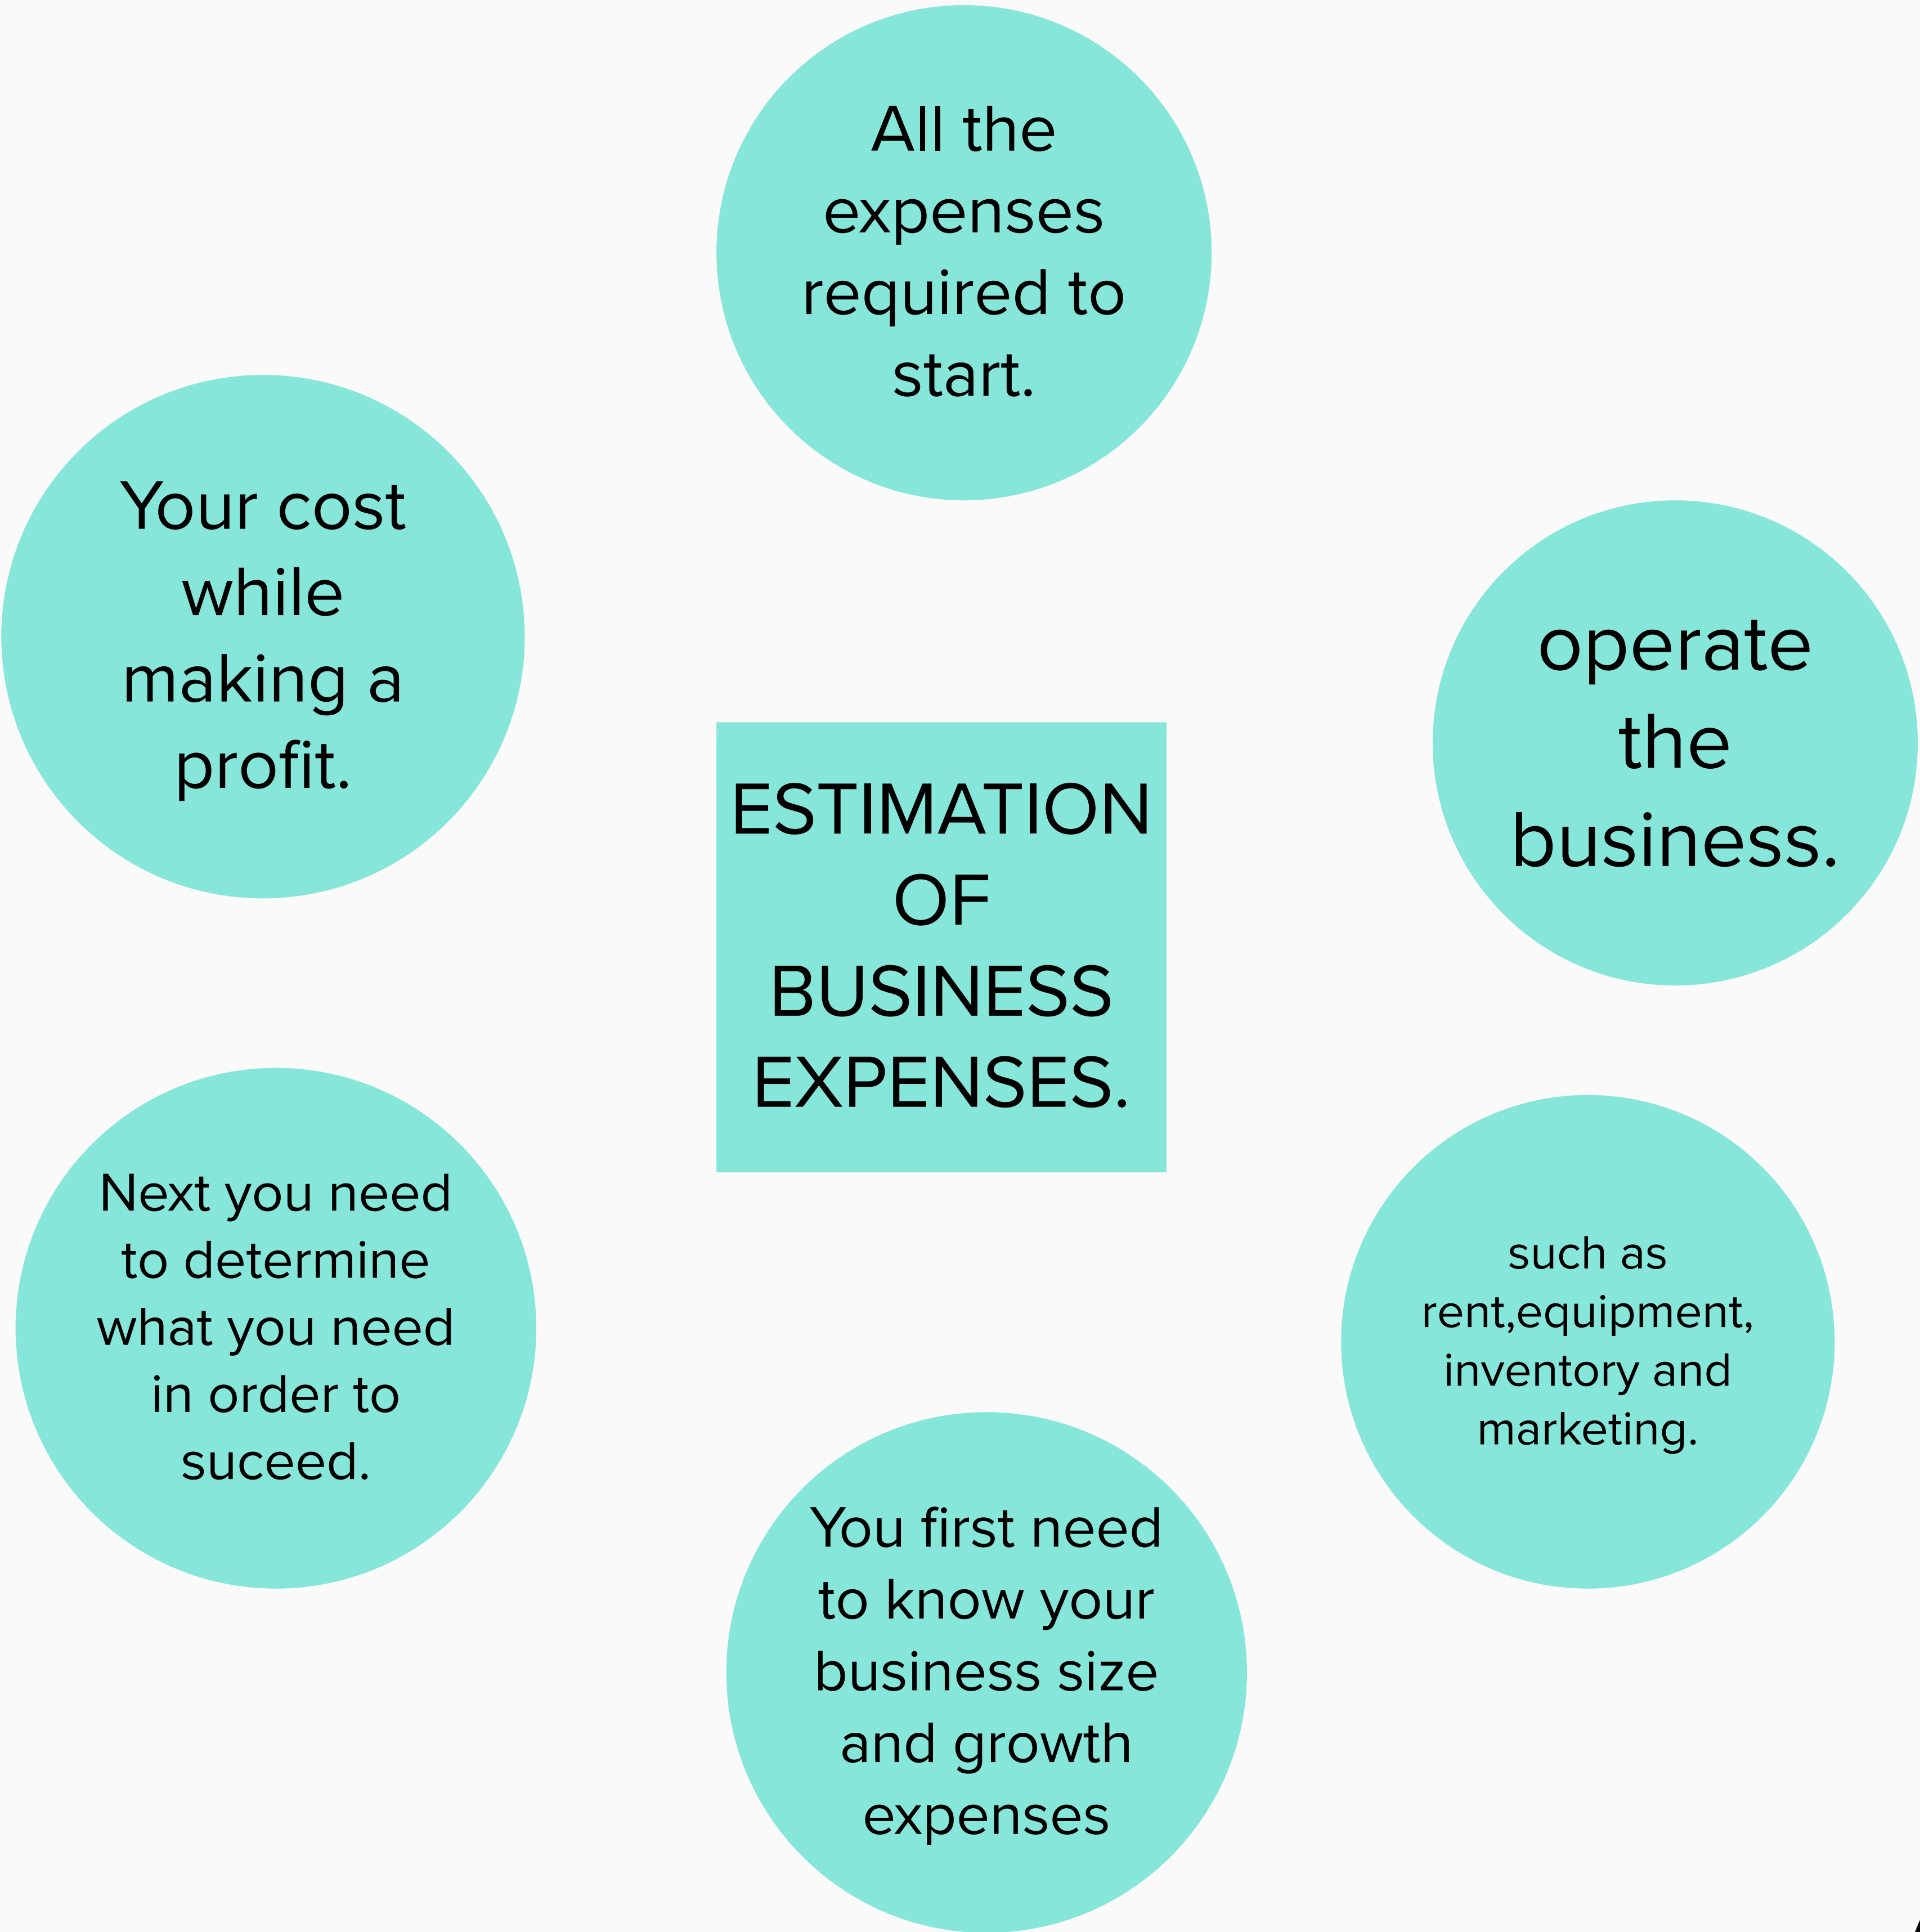 All the
expenses
required to
start.
Your cost
while
making a
profit.
operate
the
business.
ESTIMATION
OF
BUSINESS
EXPENSES.
Next you need
to determine
what you need
in order to
suceed.
such as
rent,equipment,
inventory and
marketing.
You first need
to know your
business size
and growth
expenses